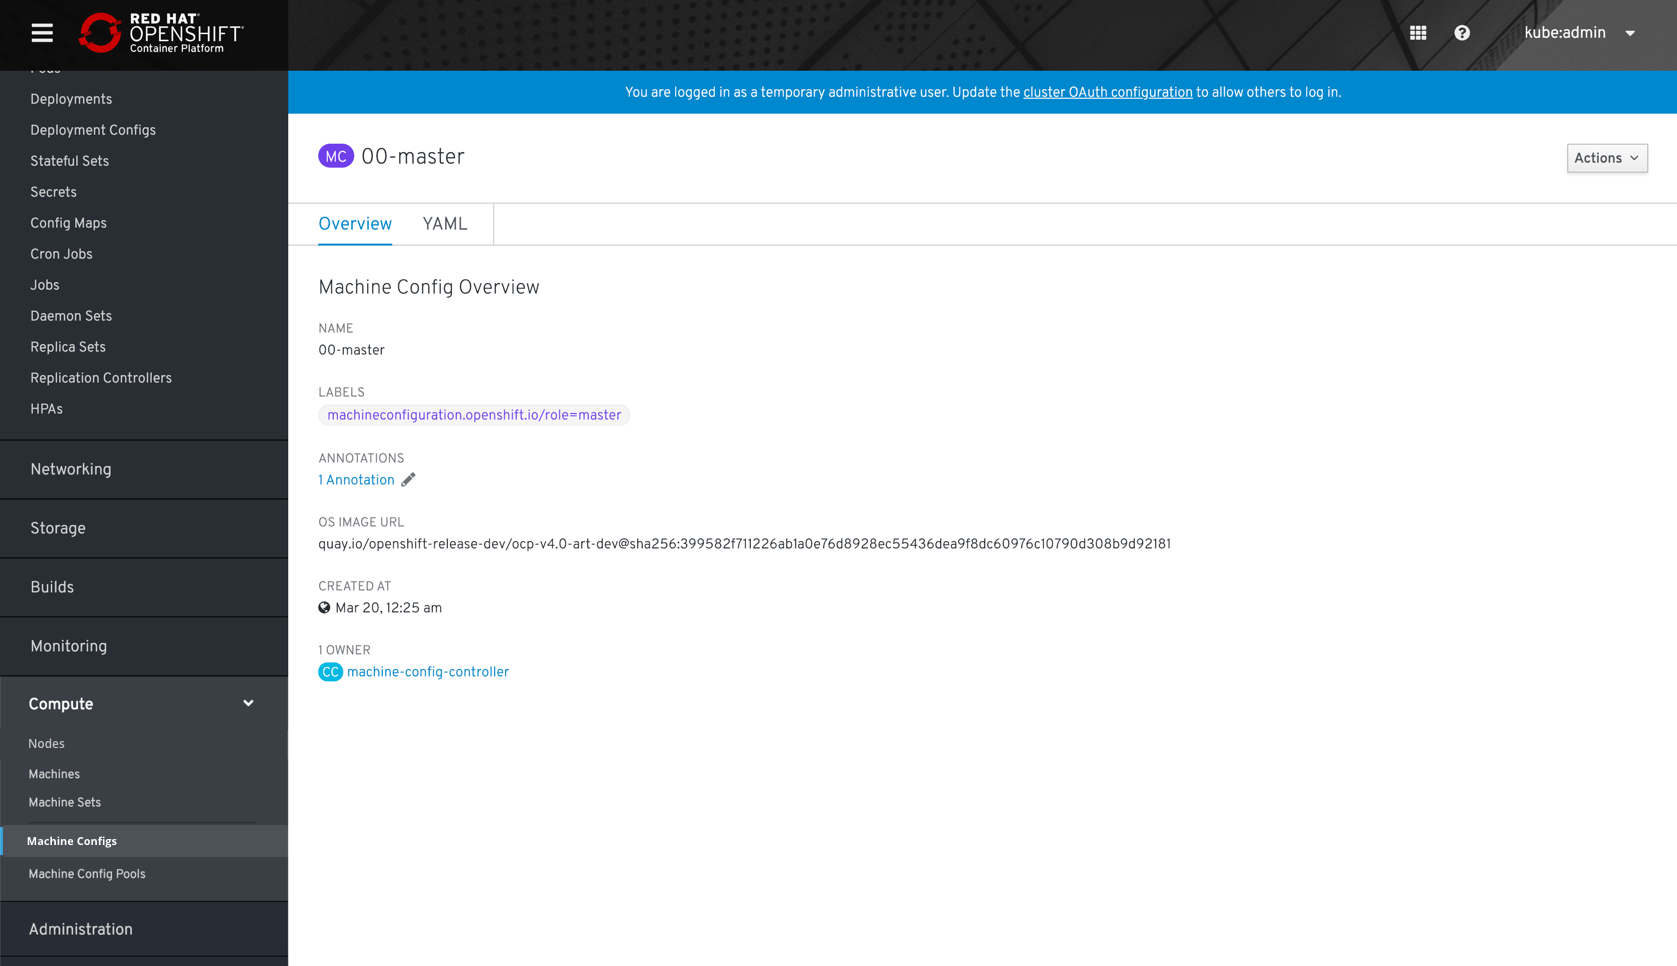 RED HAT
OPENSHIFT
Container Platform
kube:admin
Pods
Deployments
Deployment Configs
Stateful Sets
Secrets
Config Maps
Cron Jobs
Jobs
Daemon Sets
Replica Sets
Replication Controllers
HPAs
Networking
Storage
Builds
Monitoring
Compute
Nodes
Machines
Machine Sets
Machine Configs
Machine Config Pools
Administration
You are logged in as a temporary administrative user. Update the cluster OAuth configuration to allow others to log in.
MC 00-master
Actions
Overview YAML
Machine Config Overview
NAME
00-master
LABELS
machineconfiguration.openshift.io/role=master
ANNOTATIONS
1 Annotation
OS IMAGE URL
quay.io/openshift-release-dev/ocp-v4.0-art-dev@sha256:399582f711226ab1a0e76d8928ec55436dea9f8dc60976c10790d308b9d92181
CREATED AT
Mar 20, 12:25 am
1 OWNER
CC machine-config-controller